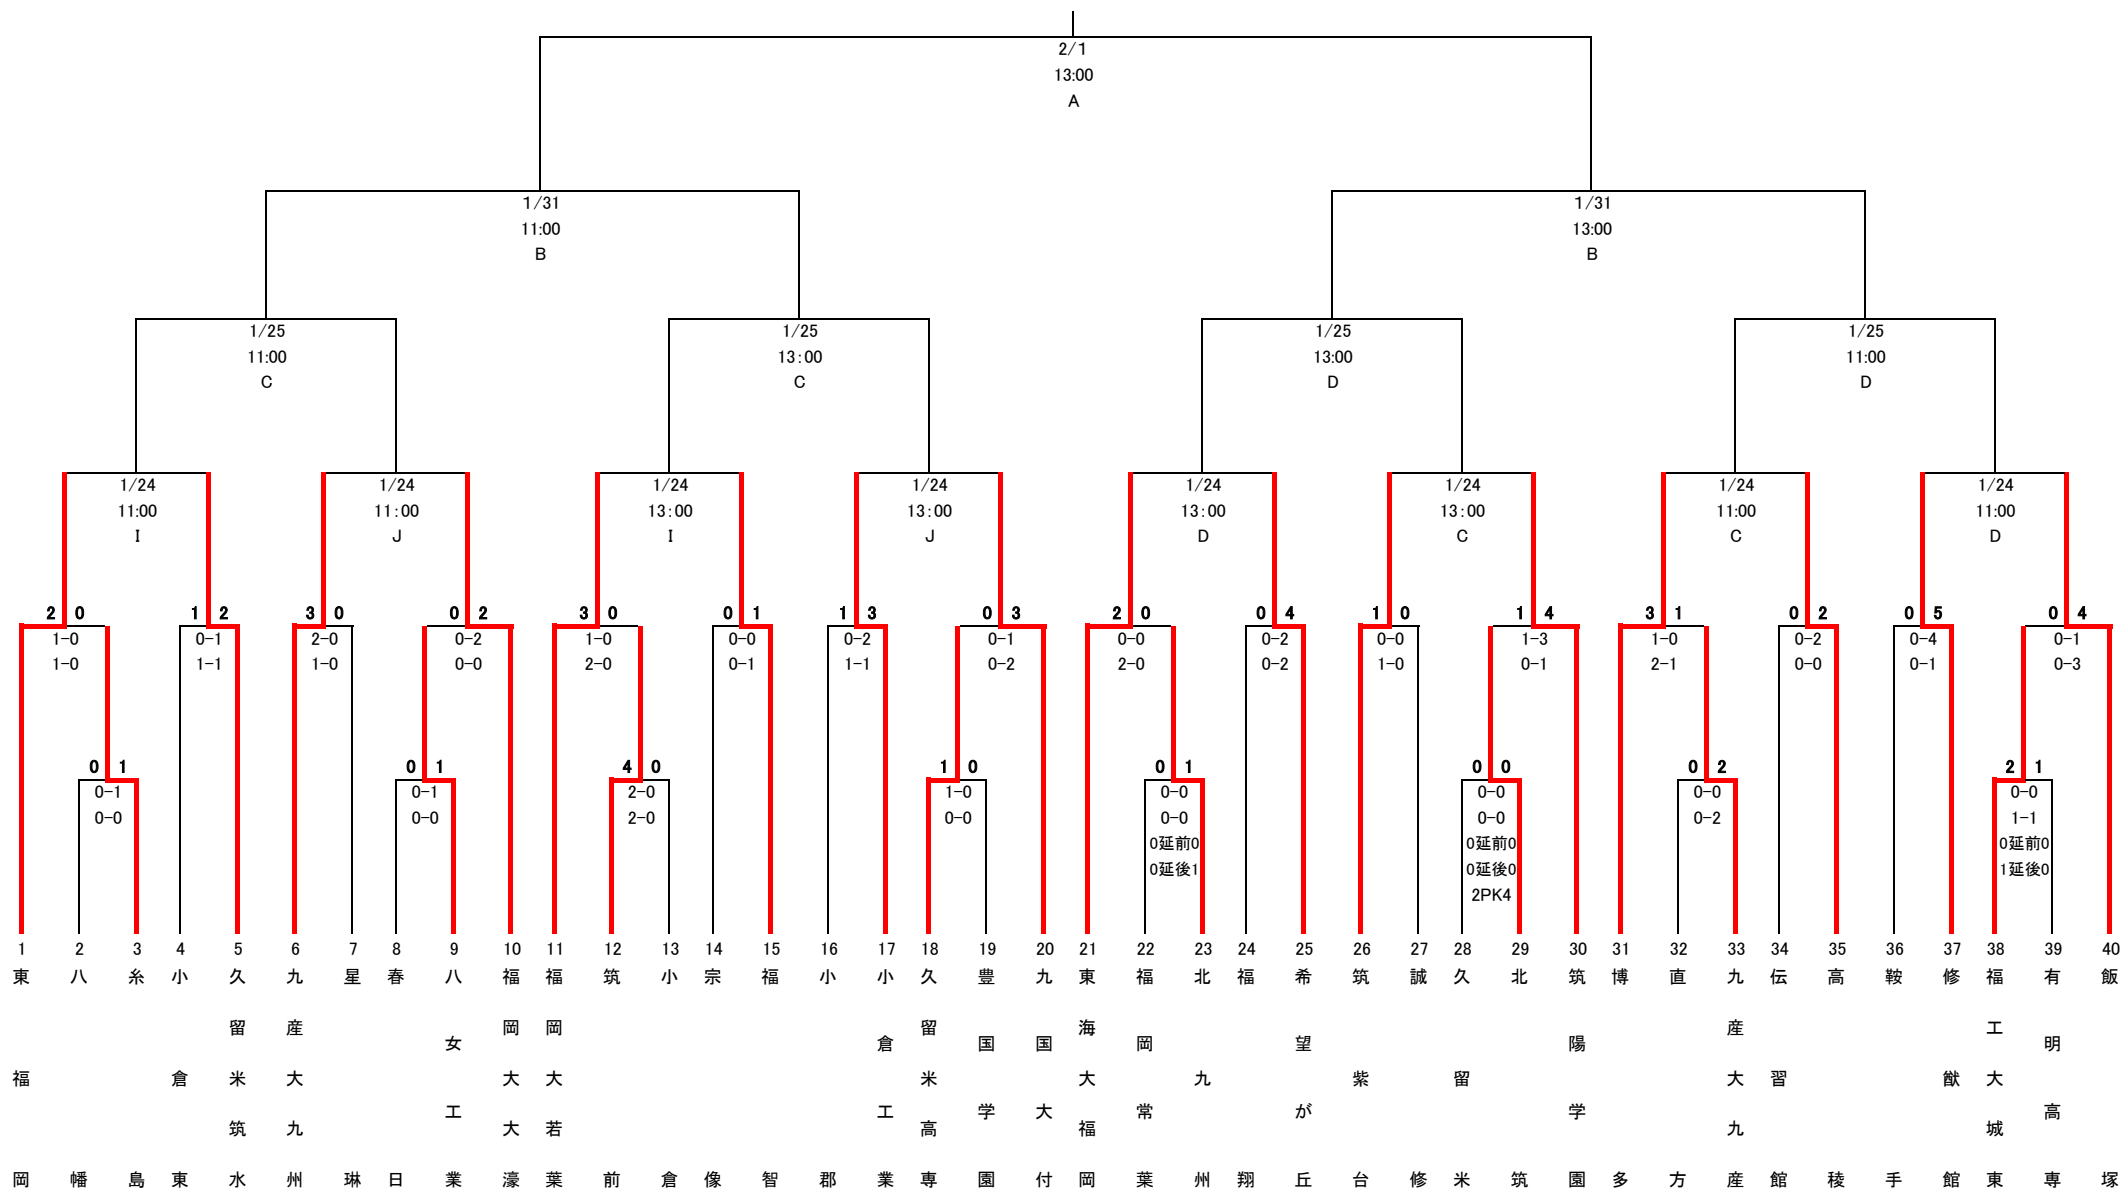 2/1
13:00
A
1/31
11:00
B
1/31
13:00
B
1/25
11:00
C
1/25
13:00
C
1/25
13:00
D
1/25
11:00
D
1/24
11:00
I
1/24
11:00
J
1/24
13:00
I
1/24
13:00
J
1/24
13:00
D
1/24
13:00
C
1/24
11:00
C
1/24
11:00
D
2 0
1-0
1-0
1 2
0-1
1-1
3 0
2-0
1-0
0 2
0-2
0-0
3 0
1-0
2-0
0 1
0-0
0-1
1 3
0-2
1-1
0 3
0-1
0-2
2 0
0-0
2-0
0 4
0-2
0-2
1 0
0-0
1-0
1 4
1-3
0-1
3 1
1-0
2-1
0 2
0-2
0-0
0 5
0-4
0-1
0 4
0-1
0-3
0 1
0-1
0-0
0 1
0-1
0-0
4 0
2-0
2-0
1 0
1-0
0-0
0 1
0-0
0-0
0延前0
0延後1
0 0
0-0
0-0
0延前0
0延後0
2PK4
0 2
0-0
0-2
2 1
0-0
1-1
0延前0
1延後0
1 東福岡
2 八幡
3 糸島
4 小倉東
5 久留米筑水
6 九産大九州
7 星琳
8 春日
9 八女工業
10 福岡大大濠
11 福岡大若葉
12 筑前
13 小倉
14 宗像
15 福智
16 小郡
17 小倉工業
18 久留米高専
19 豊国学園
20 九国大付
21 東海大福岡
22 福岡常葉
23 北九州
24 福翔
25 希望が丘
26 筑紫台
27 誠修
28 久留米
29 北筑
30 筑陽学園
31 博多
32 直方
33 九産大九産
34 伝習館
35 高稜
36 鞍手
37 修猷館
38 福工大城東
39 有明高専
40 飯塚